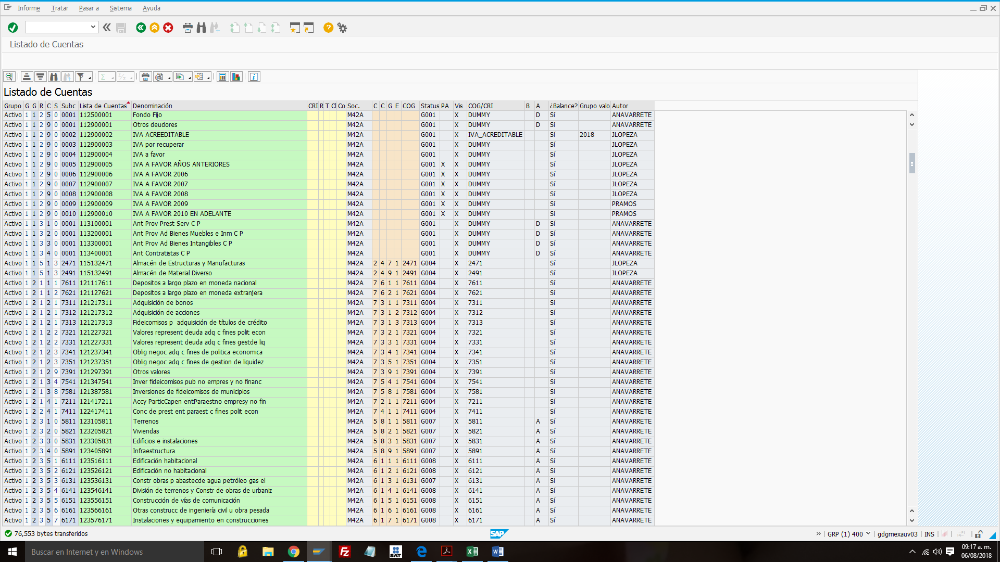 Informe Tratar Pasar a Sistema Ayuda
Listado de Cuentas
Listado de Cuentas
Grupo G G R C S Subc Lista de Cuentas Denominación CRI R T Cl Co Soc. C C G E COG Status PA Vis COG/CRI B A ¿Balance? Grupo valo Autor
Activo 1 1 2 5 0 0001 112500001 Fondo Fijo M42A G001 X DUMMY D Sí ANAVARRETE
Activo 1 1 2 9 0 0001 112900001 Otros deudores M42A G001 X DUMMY D Sí ANAVARRETE
Activo 1 1 2 9 0 0002 112900002 IVA ACREEDITABLE M42A G001 X IVA_ACREDITABLE Sí 2018 JLOPEZA
Activo 1 1 2 9 0 0003 112900003 IVA por recuperar M42A G001 X DUMMY Sí JLOPEZA
Activo 1 1 2 9 0 0004 112900004 IVA a favor M42A G001 X DUMMY Sí JLOPEZA
Activo 1 1 2 9 0 0005 112900005 IVA A FAVOR AÑOS ANTERIORES M42A G001 X X DUMMY Sí JLOPEZA
Activo 1 1 2 9 0 0006 112900006 IVA A FAVOR 2006 M42A G001 X X DUMMY Sí JLOPEZA
Activo 1 1 2 9 0 0007 112900007 IVA A FAVOR 2007 M42A G001 X X DUMMY Sí JLOPEZA
Activo 1 1 2 9 0 0008 112900008 IVA A FAVOR 2008 M42A G001 X X DUMMY Sí JLOPEZA
Activo 1 1 2 9 0 0009 112900009 IVA A FAVOR 2009 M42A G001 X X DUMMY Sí PRAMOS
Activo 1 1 2 9 0 0010 112900010 IVA A FAVOR 2010 EN ADELANTE M42A G001 X X DUMMY Sí PRAMOS
Activo 1 1 3 1 0 0001 113100001 Ant Prov Prest Serv C P M42A G001 X DUMMY D Sí ANAVARRETE
Activo 1 1 3 2 0 0001 113200001 Ant Prov Ad Bienes Muebles e Inm C P M42A G001 X DUMMY D Sí ANAVARRETE
Activo 1 1 3 3 0 0001 113300001 Ant Prov Ad Bienes Intangibles C P M42A G001 X DUMMY D Sí ANAVARRETE
Activo 1 1 3 4 0 0001 113400001 Ant Contratistas C P M42A G001 X DUMMY D Sí ANAVARRETE
Activo 1 1 5 1 3 2471 115132471 Almacén de Estructuras y Manufacturas M42A 2 4 7 1 2471 G004 X 2471 Sí JLOPEZA
Activo 1 1 5 1 3 2491 115132491 Almacén de Material Diverso M42A 2 4 9 1 2491 G004 X 2491 Sí JLOPEZA
Activo 1 2 1 1 1 7611 121117611 Depositos a largo plazo en moneda nacional M42A 7 6 1 1 7611 G004 X 7611 Sí ANAVARRETE
Activo 1 2 1 1 2 7621 121127621 Depositos a largo plazo en moneda extranjera M42A 7 6 2 1 7621 G004 X 7621 Sí ANAVARRETE
Activo 1 2 1 2 1 7311 121217311 Adquisición de bonos M42A 7 3 1 1 7311 G004 X 7311 Sí ANAVARRETE
Activo 1 2 1 2 1 7312 121217312 Adquisición de acciones M42A 7 3 1 2 7312 G004 X 7312 Sí ANAVARRETE
Activo 1 2 1 2 1 7313 121217313 Fideicomisos p adquisición de títulos de crédito M42A 7 3 1 3 7313 G004 X 7313 Sí ANAVARRETE
Activo 1 2 1 2 2 7321 121227321 Valores represent deuda adq c fines polit econ M42A 7 3 2 1 7321 G004 X 7321 Sí ANAVARRETE
Activo 1 2 1 2 2 7331 121227331 Valores represent deuda adq c fines gestde liq M42A 7 3 3 1 7331 G004 X 7331 Sí ANAVARRETE
Activo 1 2 1 2 3 7341 121237341 Oblig negoc adq c fines de politica economica M42A 7 3 4 1 7341 G004 X 7341 Sí ANAVARRETE
Activo 1 2 1 2 3 7351 121237351 Oblig negoc adq c fines de gestion de liquidez M42A 7 3 5 1 7351 G004 X 7351 Sí ANAVARRETE
Activo 1 2 1 2 9 7391 121297391 Otros valores M42A 7 3 9 1 7391 G004 X 7391 Sí ANAVARRETE
Activo 1 2 1 3 4 7541 121347541 Inver fideicomisos pub no empres y no financ M42A 7 5 4 1 7541 G004 X 7541 Sí ANAVARRETE
Activo 1 2 1 3 8 7581 121387581 Inversiones de fideicomisos de municipios M42A 7 5 8 1 7581 G004 X 7581 Sí ANAVARRETE
Activo 1 2 1 4 1 7211 121417211 Accy ParticCapen entParaestno empresy no fin M42A 7 2 1 1 7211 G004 X 7211 Sí ANAVARRETE
Activo 1 2 2 4 1 7411 122417411 Conc de prest ent paraest c fines polit econ M42A 7 4 1 1 7411 G004 X 7411 Sí ANAVARRETE
Activo 1 2 3 1 0 5811 123105811 Terrenos M42A 5 8 1 1 5811 G007 X 5811 A Sí ANAVARRETE
Activo 1 2 3 2 0 5821 123205821 Viviendas M42A 5 8 2 1 5821 G007 X 5821 A Sí ANAVARRETE
Activo 1 2 3 3 0 5831 123305831 Edificios e instalaciones M42A 5 8 3 1 5831 G007 X 5831 A Sí ANAVARRETE
Activo 1 2 3 4 0 5891 123405891 Infraestructura M42A 5 8 9 1 5891 G007 X 5891 A Sí ANAVARRETE
Activo 1 2 3 5 1 6111 123516111 Edificación habitacional M42A 6 1 1 1 6111 G008 X 6111 A Sí ANAVARRETE
Activo 1 2 3 5 2 6121 123526121 Edificación no habitacional M42A 6 1 2 1 6121 G008 X 6121 A Sí ANAVARRETE
Activo 1 2 3 5 3 6131 123536131 Constr obras p abastecde agua petróleo gas el M42A 6 1 3 1 6131 G007 X 6131 A Sí ANAVARRETE
Activo 1 2 3 5 4 6141 123546141 División de terrenos y Constr de obras de urbaniz M42A 6 1 4 1 6141 G008 X 6141 A Sí ANAVARRETE
Activo 1 2 3 5 5 6151 123556151 Construcción de vías de comunicación M42A 6 1 5 1 6151 G008 X 6151 A Sí ANAVARRETE
Activo 1 2 3 5 6 6161 123566161 Otras construcc de ingeniería civil u obra pesada M42A 6 1 6 1 6161 G008 X 6161 A Sí ANAVARRETE
Activo 1 2 3 5 7 6171 123576171 Instalaciones y equipamiento en construcciones M42A 6 1 7 1 6171 G008 X 6171 A Sí ANAVARRETE
76,553 bytes transferidos SAP GRP (1) 400 gdgmexauv03 INS
Buscar en Internet y en Windows SAT 09:17 a. m.
06/08/2018